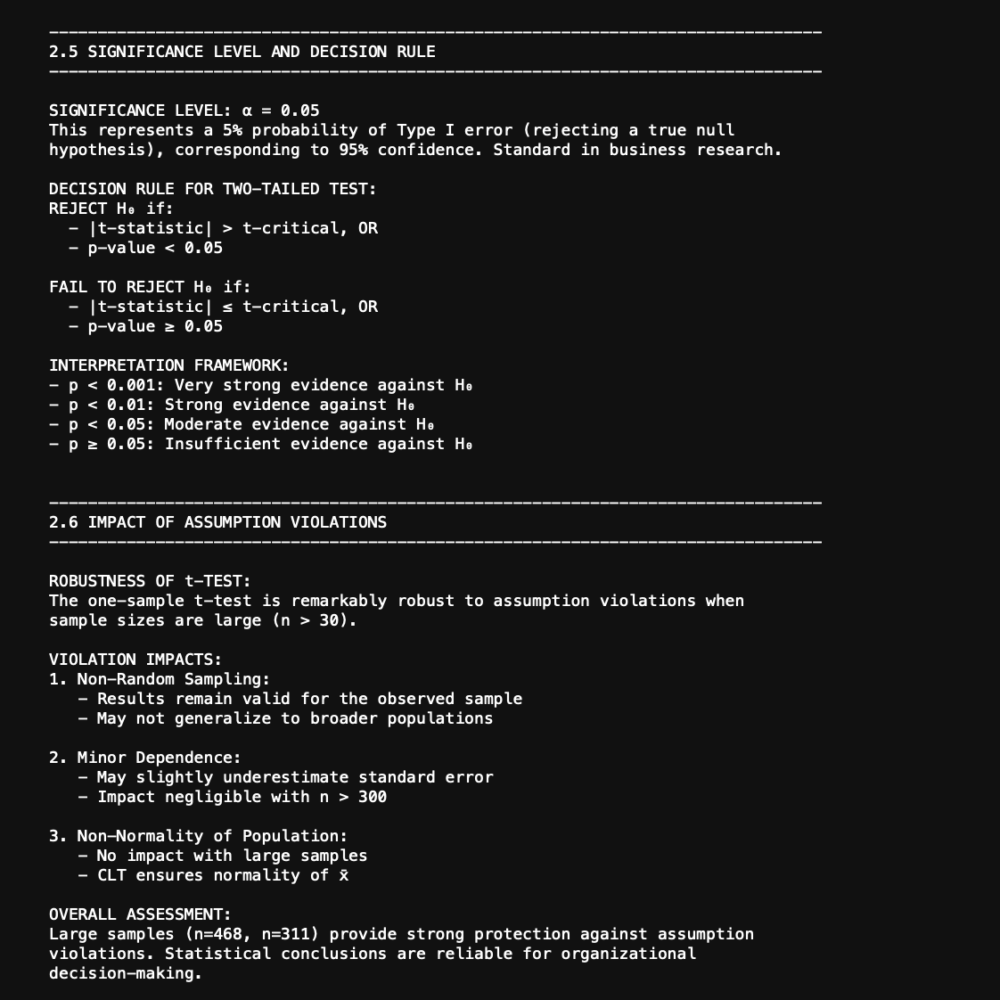 --------------------------------------------------------------------------------
2.5 SIGNIFICANCE LEVEL AND DECISION RULE
--------------------------------------------------------------------------------
SIGNIFICANCE LEVEL: α = 0.05
This represents a 5% probability of Type I error (rejecting a true null
hypothesis), corresponding to 95% confidence. Standard in business research.
DECISION RULE FOR TWO-TAILED TEST:
REJECT H₀ if:
- |t-statistic| > t-critical, OR
- p-value < 0.05
FAIL TO REJECT H₀ if:
- |t-statistic| ≤ t-critical, OR
- p-value ≥ 0.05
INTERPRETATION FRAMEWORK:
- p < 0.001: Very strong evidence against H₀
- p < 0.01: Strong evidence against H₀
- p < 0.05: Moderate evidence against H₀
- p ≥ 0.05: Insufficient evidence against H₀
--------------------------------------------------------------------------------
2.6 IMPACT OF ASSUMPTION VIOLATIONS
--------------------------------------------------------------------------------
ROBUSTNESS OF t-TEST:
The one-sample t-test is remarkably robust to assumption violations when
sample sizes are large (n > 30).
VIOLATION IMPACTS:
1. Non-Random Sampling:
- Results remain valid for the observed sample
- May not generalize to broader populations
2. Minor Dependence:
- May slightly underestimate standard error
- Impact negligible with n > 300
3. Non-Normality of Population:
- No impact with large samples
- CLT ensures normality of x̄
OVERALL ASSESSMENT:
Large samples (n=468, n=311) provide strong protection against assumption
violations. Statistical conclusions are reliable for organizational
decision-making.